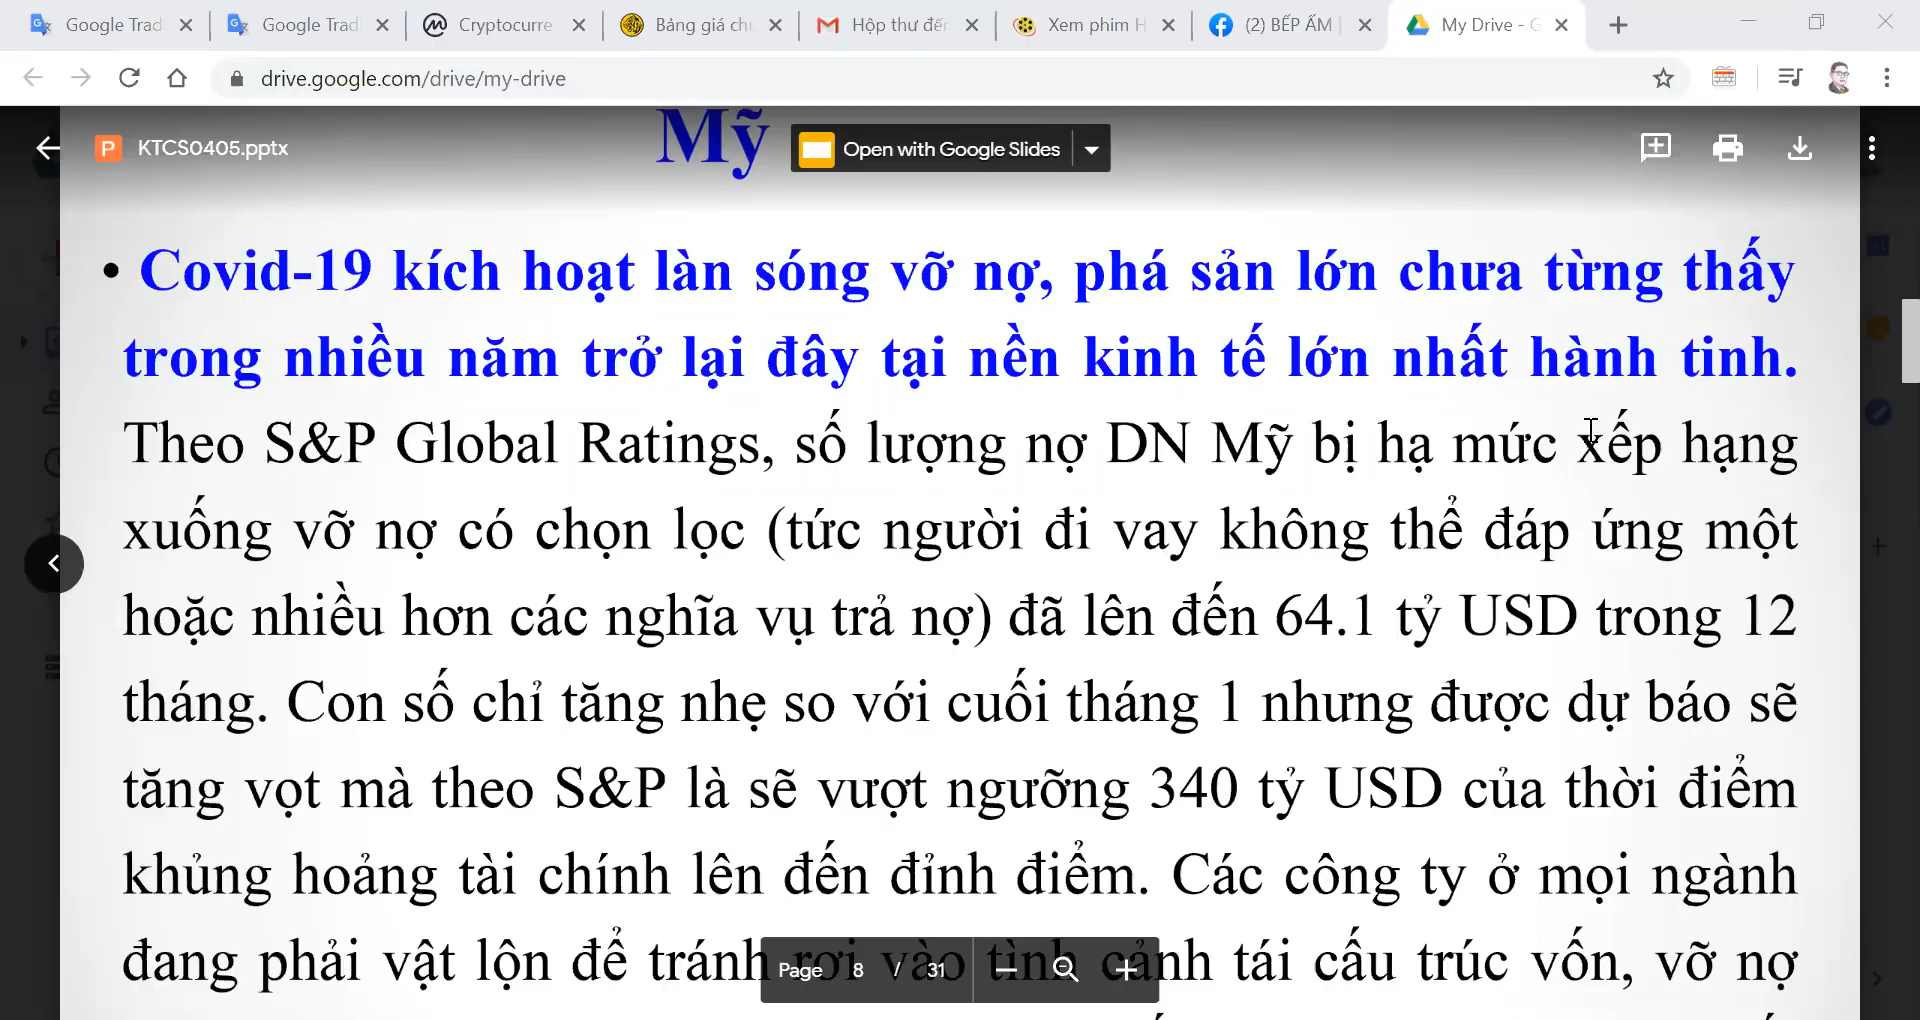 Google Trad
Google Trad
Cryptocurre
Bảng giá ch
Hộp thư đến
Xem phim H
(2) BẾP ẤM |
My Drive - G
drive.google.com/drive/my-drive
Mỹ
P KTCS0405.pptx
Open with Google Slides
• Covid-19 kích hoạt làn sóng vỡ nợ, phá sản lớn chưa từng thấy
trong nhiều năm trở lại đây tại nền kinh tế lớn nhất hành tinh.
Theo S&P Global Ratings, số lượng nợ DN Mỹ bị hạ mức xếp hạng
xuống vỡ nợ có chọn lọc (tức người đi vay không thể đáp ứng một
hoặc nhiều hơn các nghĩa vụ trả nợ) đã lên đến 64.1 tỷ USD trong 12
tháng. Con số chỉ tăng nhẹ so với cuối tháng 1 nhưng được dự báo sẽ
tăng vọt mà theo S&P là sẽ vượt ngưỡng 340 tỷ USD của thời điểm
khủng hoảng tài chính lên đến đỉnh điểm. Các công ty ở mọi ngành
đang phải vật lộn để tránh rơi vào tình cảnh tái cấu trúc vốn, vỡ nợ
Page 8 / 31